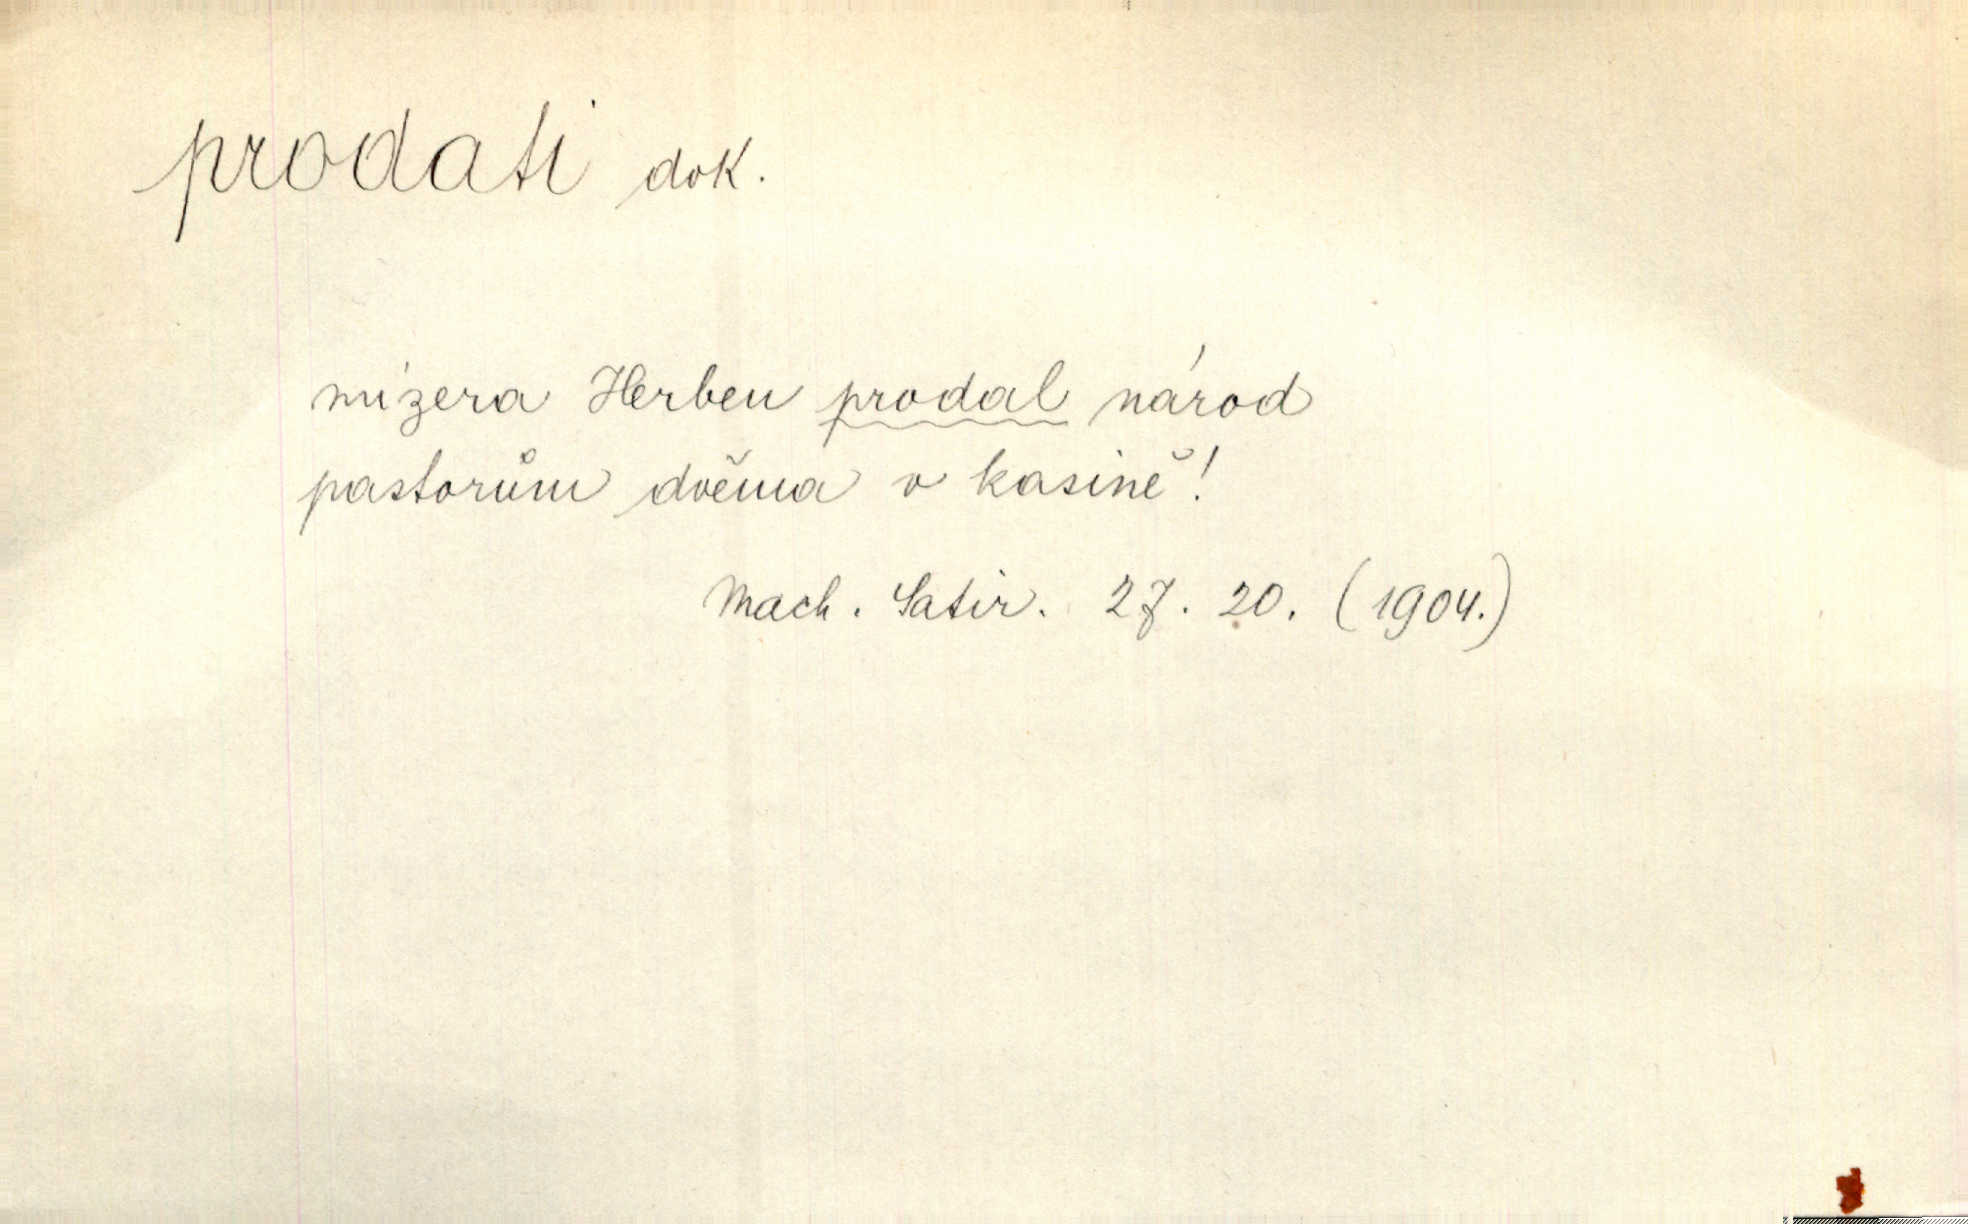 prodati dok.
mizera Herben prodal národ
pastorům dvěma v kasině!
Mach. Satir. 27. 20. (1904.)